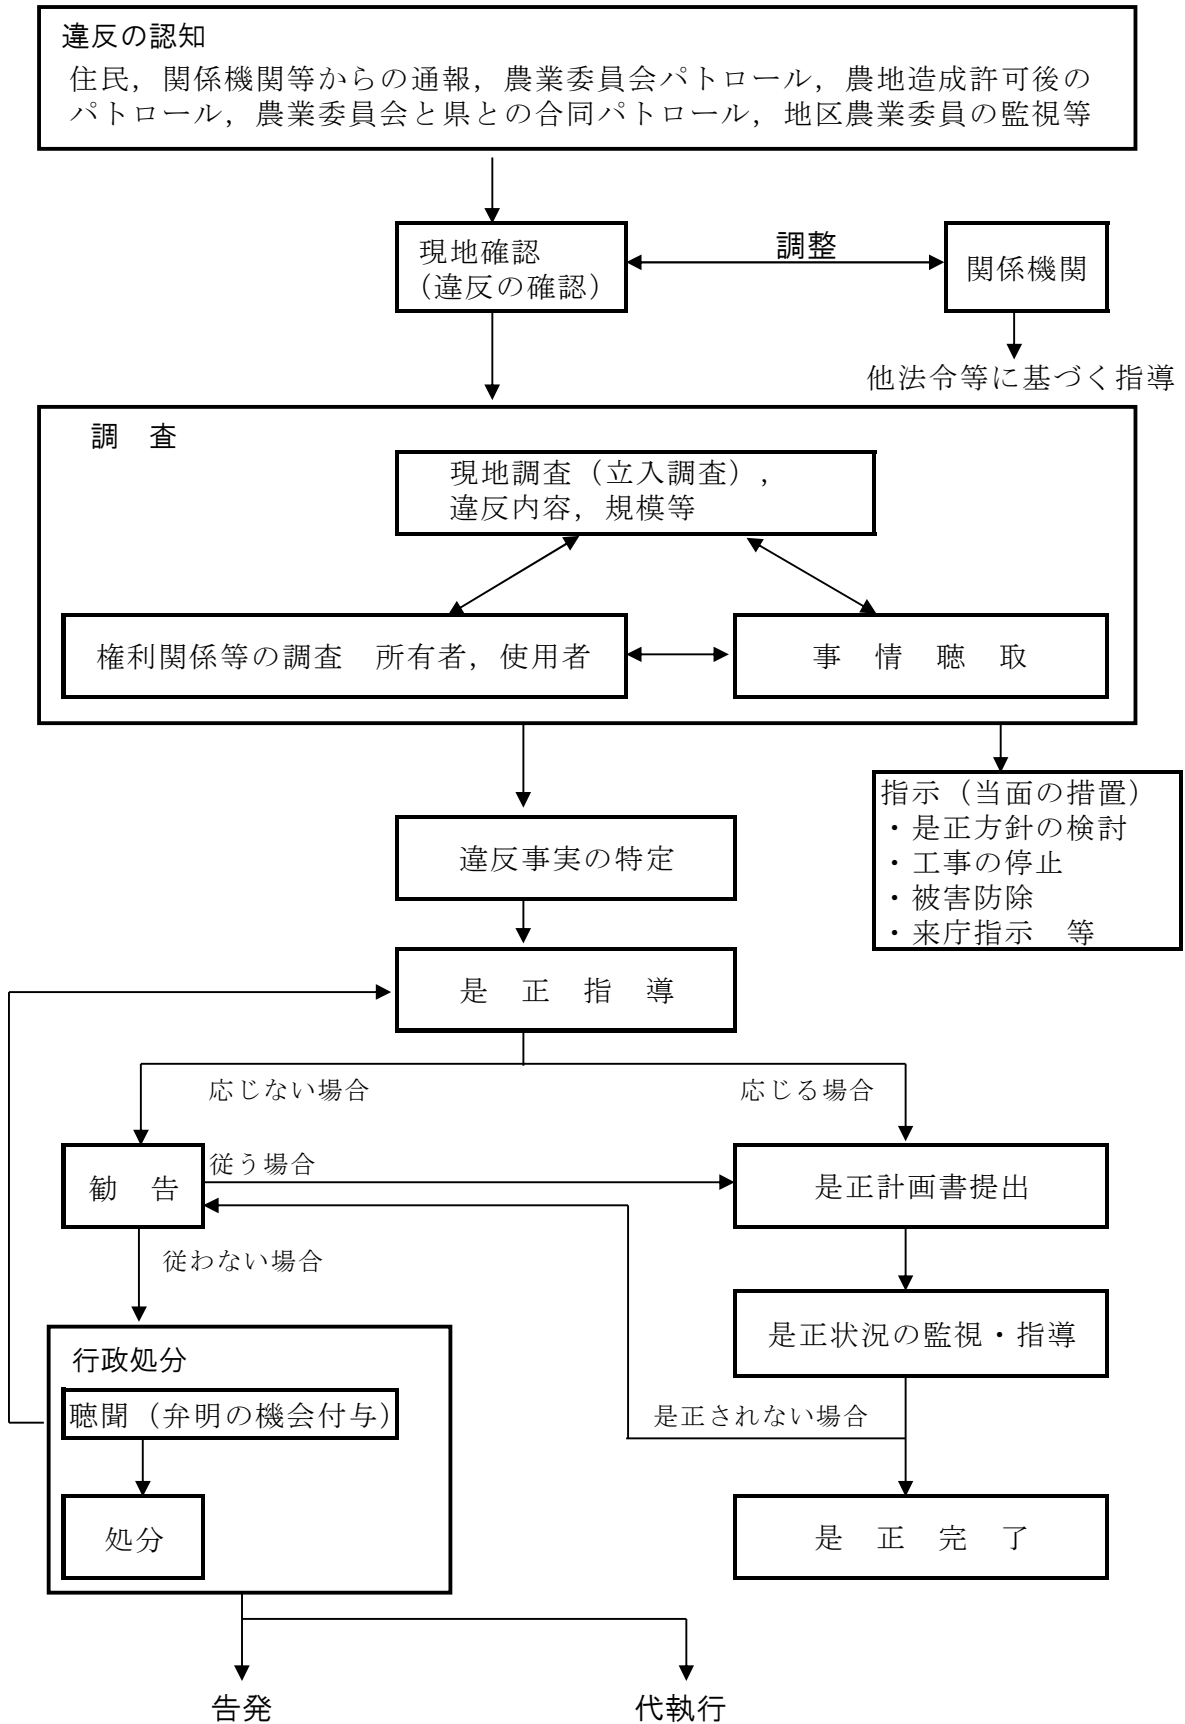 違反の認知
住民，関係機関等からの通報，農業委員会パトロール，農地造成許可後の
パトロール，農業委員会と県との合同パトロール，地区農業委員の監視等
現地確認
（違反の確認）
調整
関係機関
他法令等に基づく指導
調　査
現地調査（立入調査），
違反内容，規模等
権利関係等の調査　所有者，使用者
事　情　聴　取
指示（当面の措置）
・是正方針の検討
・工事の停止
・被害防除
・来庁指示　等
違反事実の特定
是　正　指　導
応じない場合
応じる場合
勧　告
従う場合
是正計画書提出
従わない場合
是正状況の監視・指導
行政処分
聴聞（弁明の機会付与）
是正されない場合
処分
是　正　完　了
告発
代執行